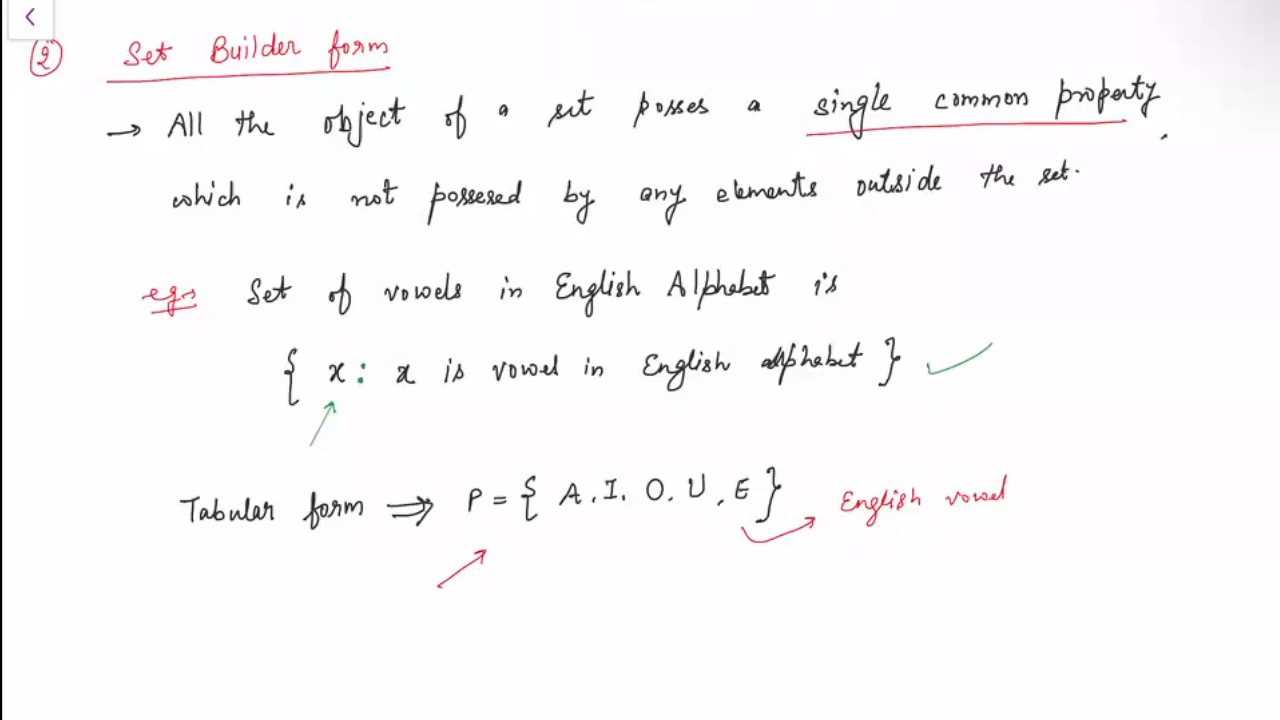 ② Set Builder form
→ All the object of a set posses a single common property,
which is not possesed by any elements outside the set.
eg:- Set of vowels in English Alphabet is
{ x : x is vowel in English alphabet } ✓
Tabular form ⇒ P = { A, I, O, U, E } → English vowel